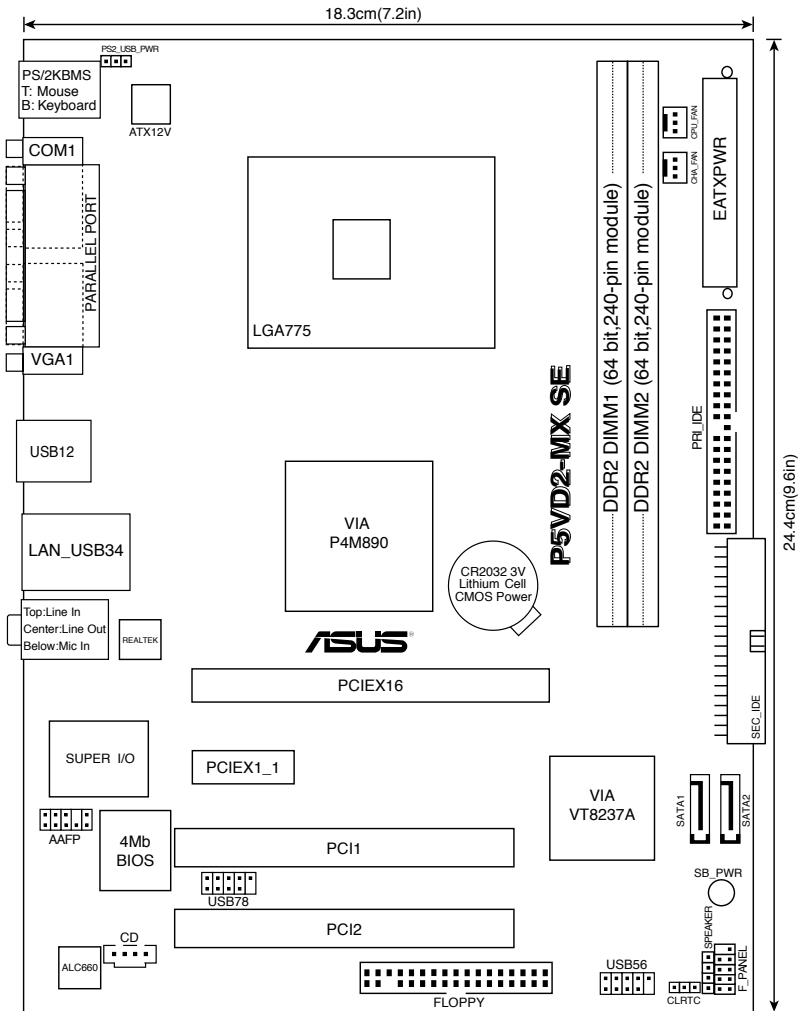 18.3cm(7.2in)
PS2_USB_PWR
PS/2KBMS
T: Mouse
B: Keyboard
ATX12V
CPU_FAN
CHA_FAN
EATXPWR
COM1
PARALLEL PORT
VGA1
LGA775
DDR2 DIMM1 (64 bit,240-pin module)
DDR2 DIMM2 (64 bit,240-pin module)
PRI_IDE
P5VD2-MX SE
24.4cm(9.6in)
USB12
VIA
P4M890
LAN_USB34
CR2032 3V
Lithium Cell
CMOS Power
Top:Line In
Center:Line Out
Below:Mic In
REALTEK
ASUS®
PCIEX16
SEC_IDE
SUPER I/O
PCIEX1_1
VIA
VT8237A
SATA1
SATA2
AAFP
4Mb
BIOS
PCI1
USB78
SB_PWR
PCI2
CD
ALC660
SPEAKER
F_PANEL
USB56
CLRTC
FLOPPY